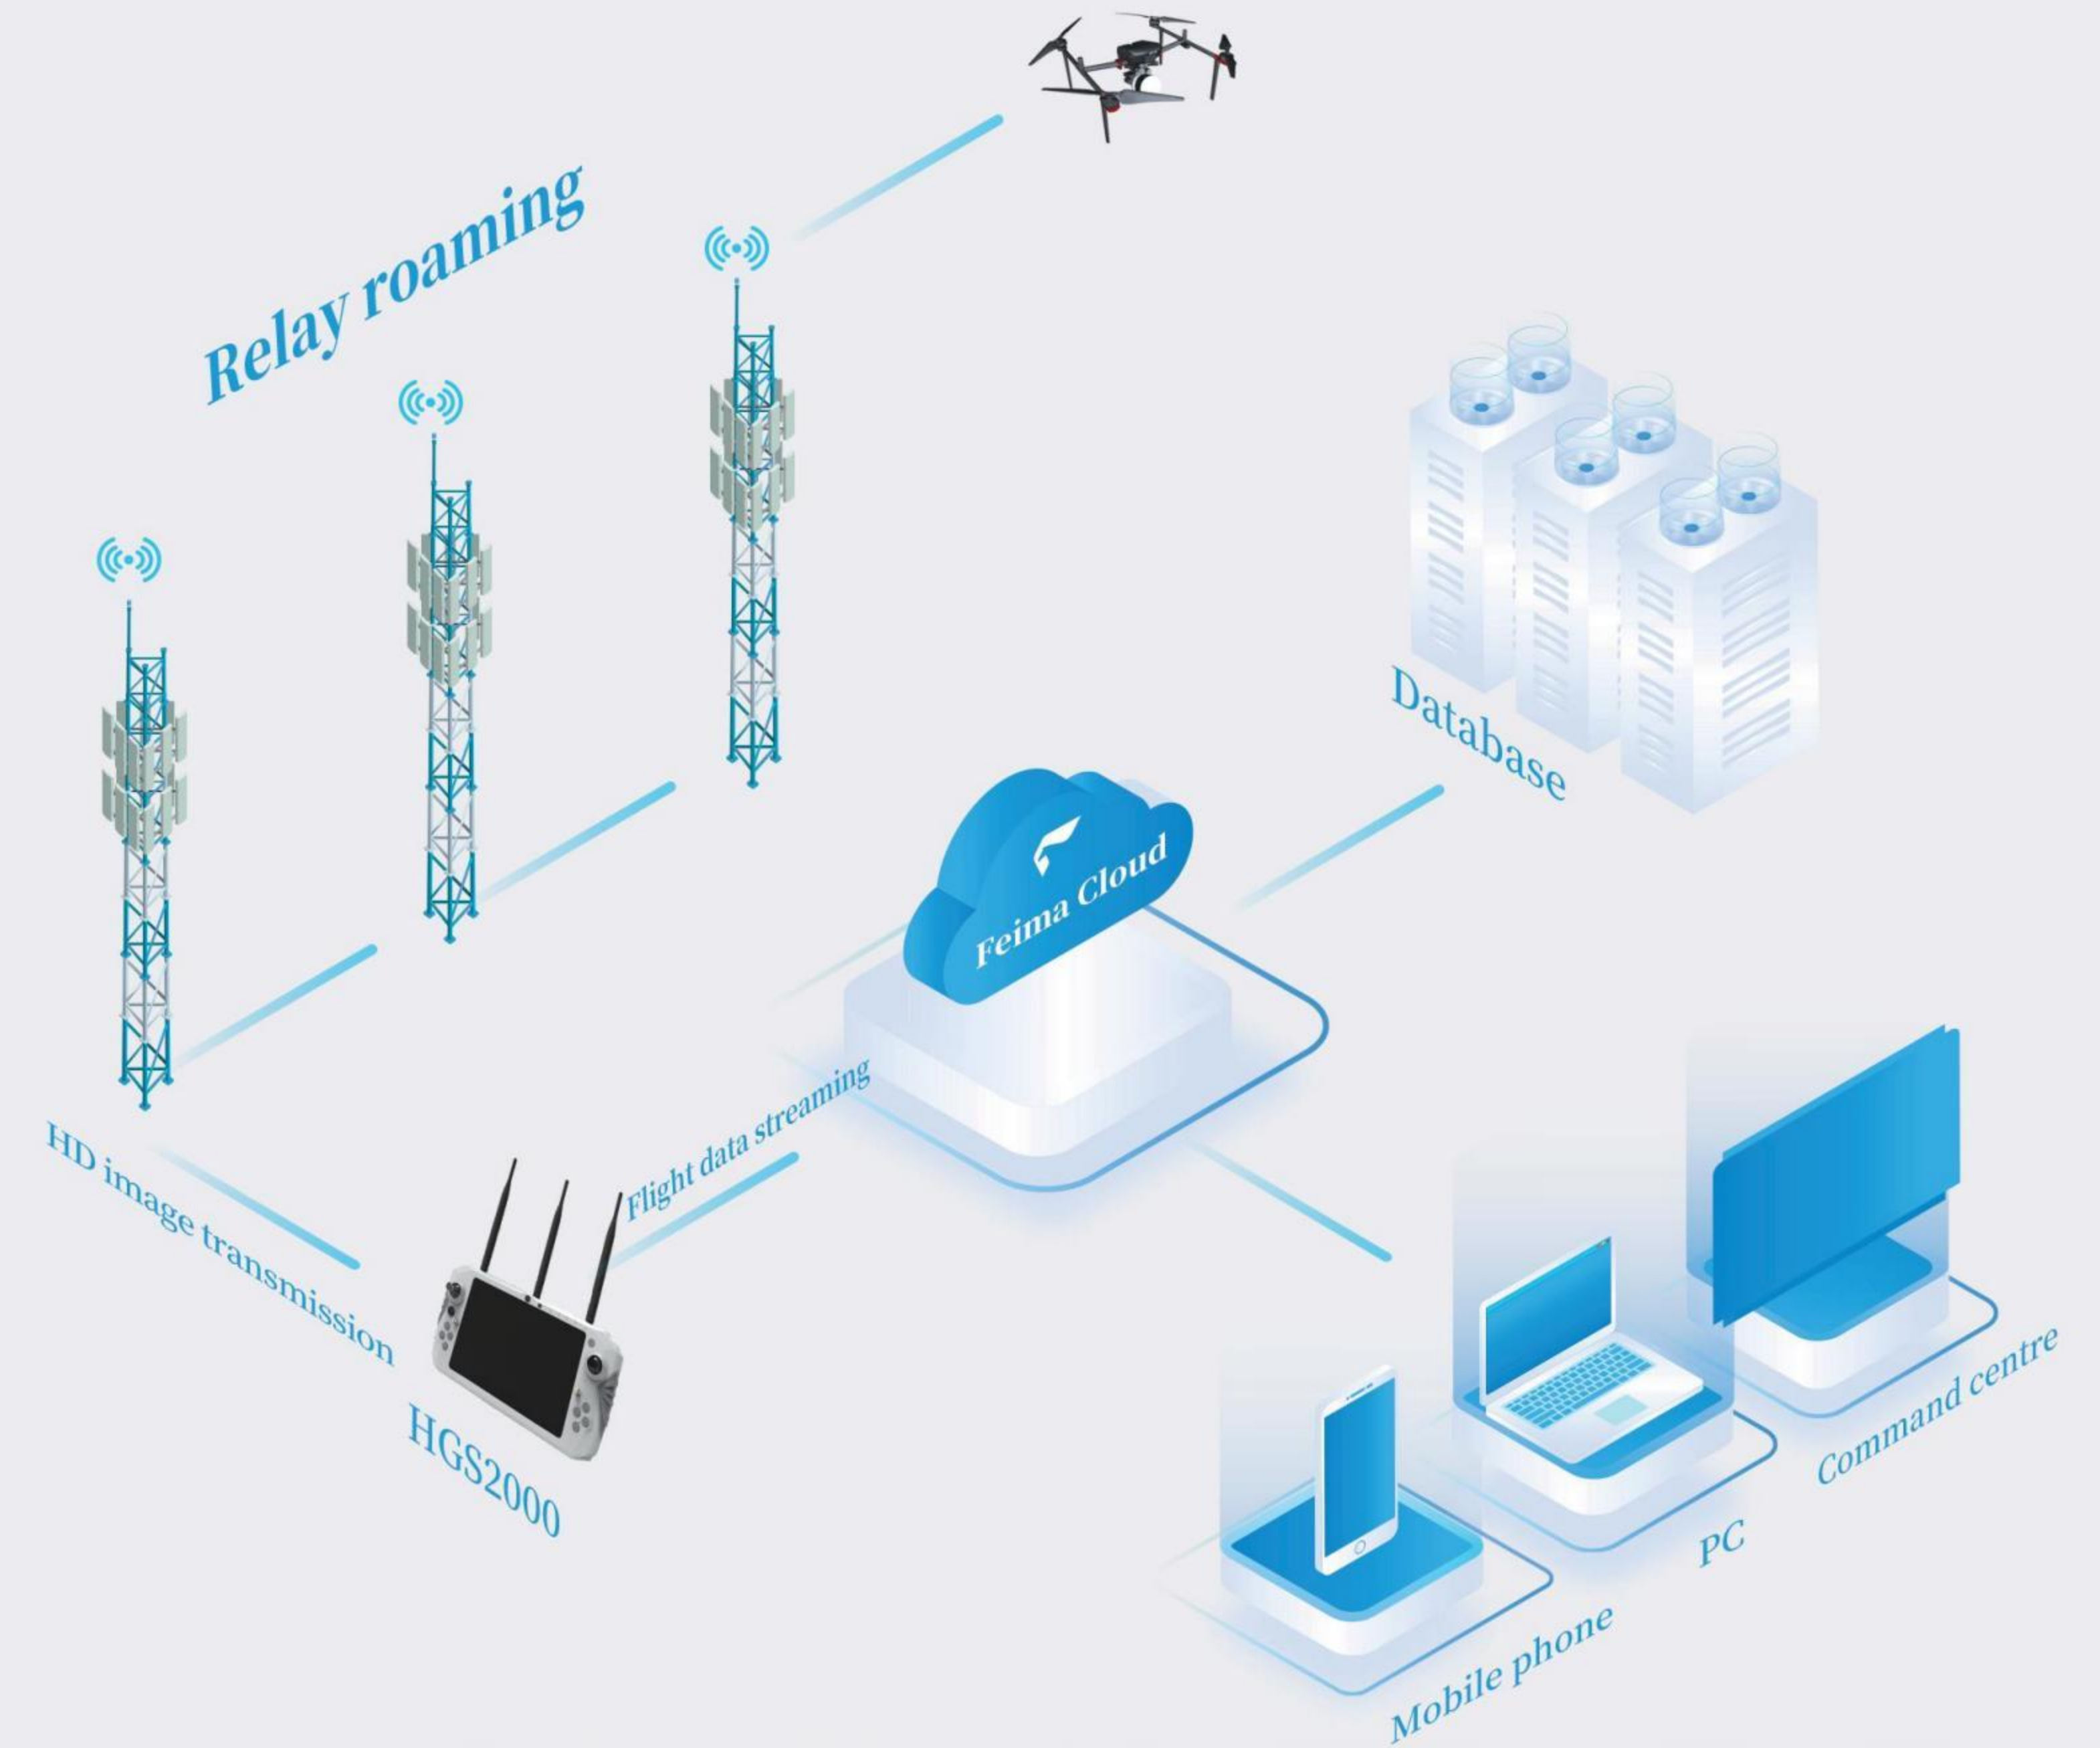 Relay roaming
Database
Feima Cloud
Flight data streaming
HD image transmission
HGS2000
Command centre
PC
Mobile phone